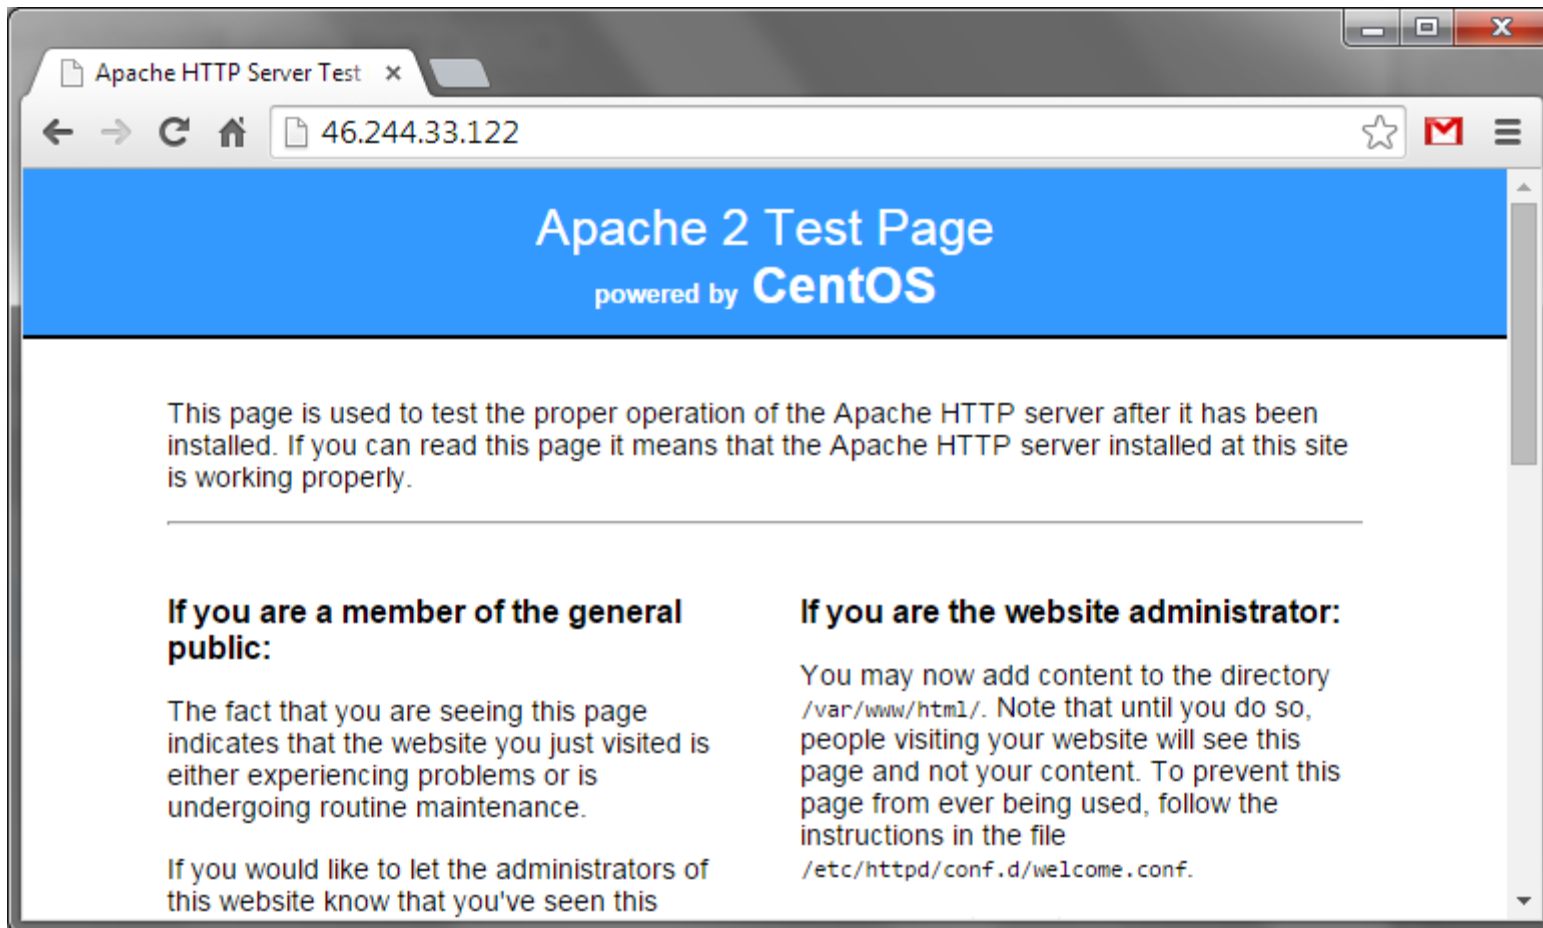 Apache HTTP Server Test
46.244.33.122
Apache 2 Test Page
powered by CentOS
This page is used to test the proper operation of the Apache HTTP server after it has been
installed. If you can read this page it means that the Apache HTTP server installed at this site
is working properly.
If you are a member of the general
public:
The fact that you are seeing this page
indicates that the website you just visited is
either experiencing problems or is
undergoing routine maintenance.
If you would like to let the administrators of
this website know that you've seen this
If you are the website administrator:
You may now add content to the directory
/var/www/html/. Note that until you do so,
people visiting your website will see this
page and not your content. To prevent this
page from ever being used, follow the
instructions in the file
/etc/httpd/conf.d/welcome.conf.